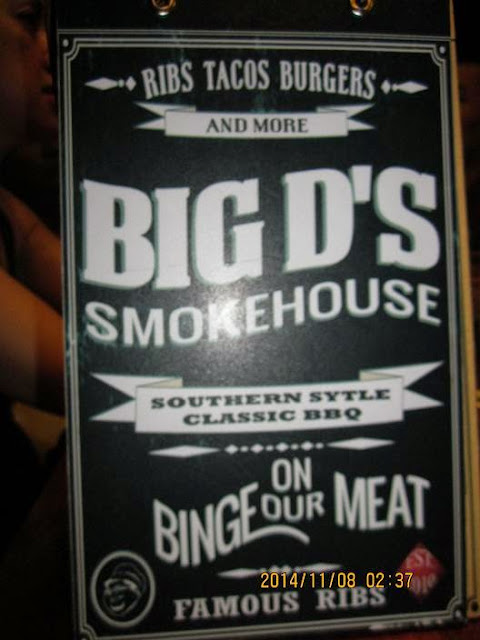 RIBS TACOS BURGERS
AND MORE
BIG D'S
SMOKEHOUSE
SOUTHERN SYTLE
CLASSIC BBQ
BINGE ON OUR MEAT
EST
FAMOUS RIBS
2014/11/08 02:37